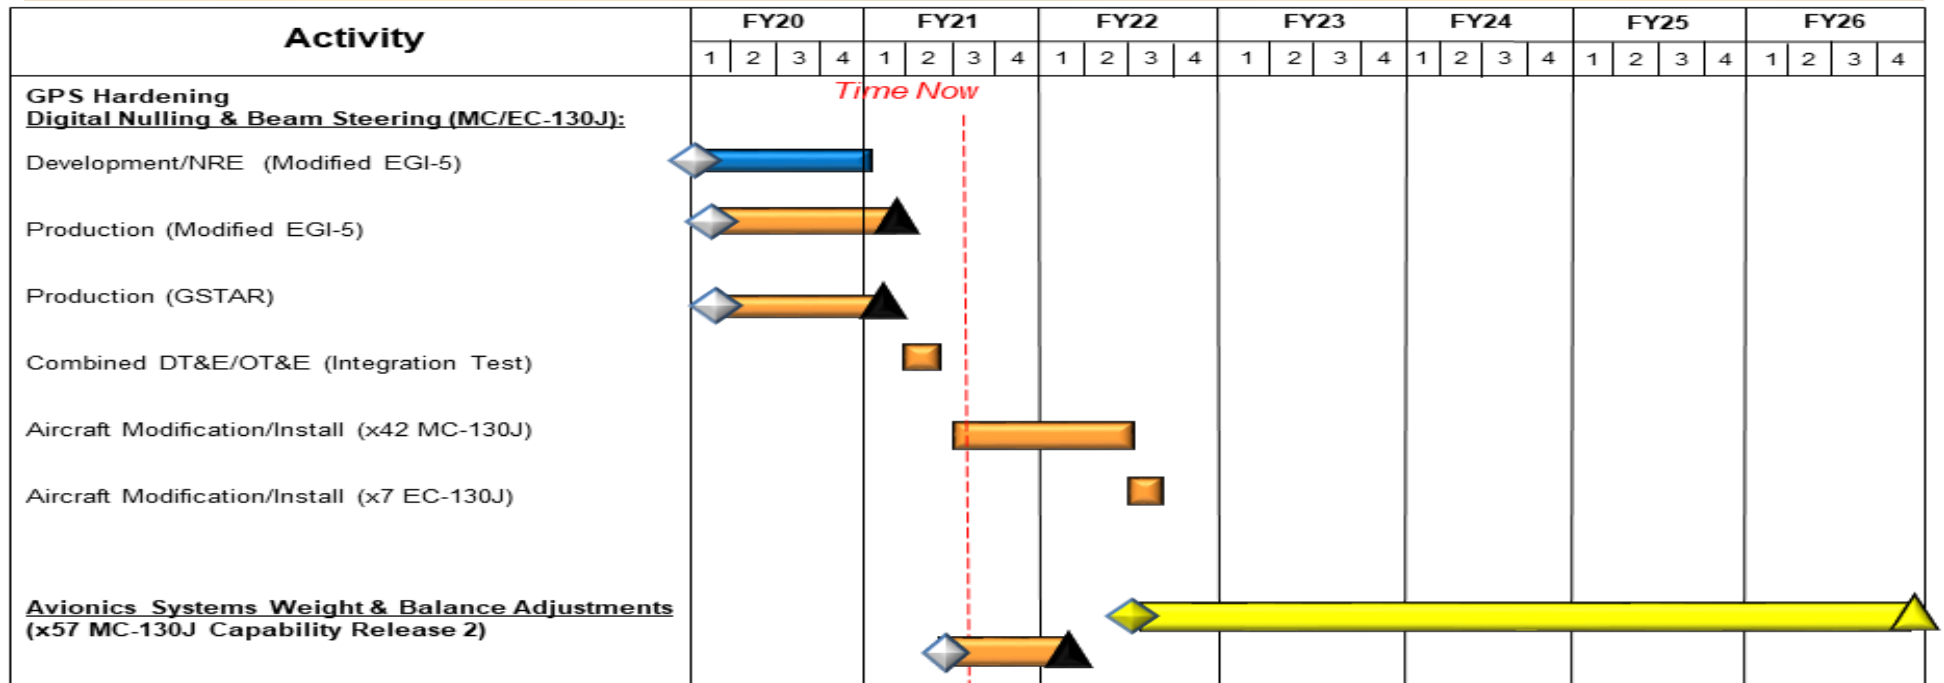 Activity
FY20 FY21 FY22 FY23 FY24 FY25 FY26
1 2 3 4 1 2 3 4 1 2 3 4 1 2 3 4 1 2 3 4 1 2 3 4 1 2 3 4
Time Now
GPS Hardening
Digital Nulling & Beam Steering (MC/EC-130J):
Development/NRE (Modified EGI-5)
Production (Modified EGI-5)
Production (GSTAR)
Combined DT&E/OT&E (Integration Test)
Aircraft Modification/Install (x42 MC-130J)
Aircraft Modification/Install (x7 EC-130J)
Avionics Systems Weight & Balance Adjustments
(x57 MC-130J Capability Release 2)